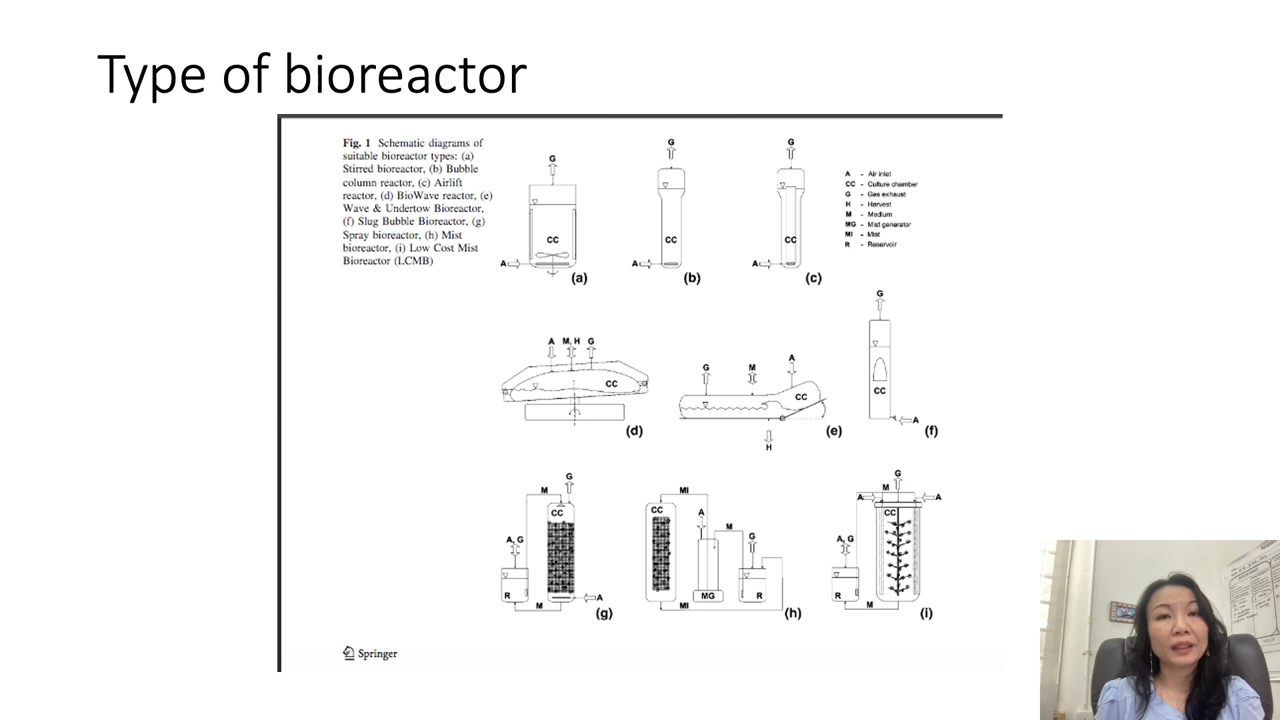 Type of bioreactor
Fig. 1 Schematic diagrams of
suitable bioreactor types: (a)
Stirred bioreactor, (b) Bubble
column reactor, (c) Airlift
reactor, (d) BioWave reactor, (e)
Wave & Undertow Bioreactor,
(f) Slug Bubble Bioreactor, (g)
Spray bioreactor, (h) Mist
bioreactor, (i) Low Cost Mist
Bioreactor (LCMB)
G
CC
A
(a)
G
CC
A
(b)
G
CC
A
(c)
A - Air inlet
CC - Culture chamber
G - Gas exhaust
H - Harvest
M - Medium
MG - Mist generator
MI - Mist
R - Reservoir
A M, H G
CC
(d)
G M A
CC
H
(e)
G
CC
A
(f)
G
M
CC
A, G
R
A
M
(g)
MI
CC
A
M
G
MG
R
MI
(h)
G
M
A A
CC
A, G
R
M
(i)
Springer